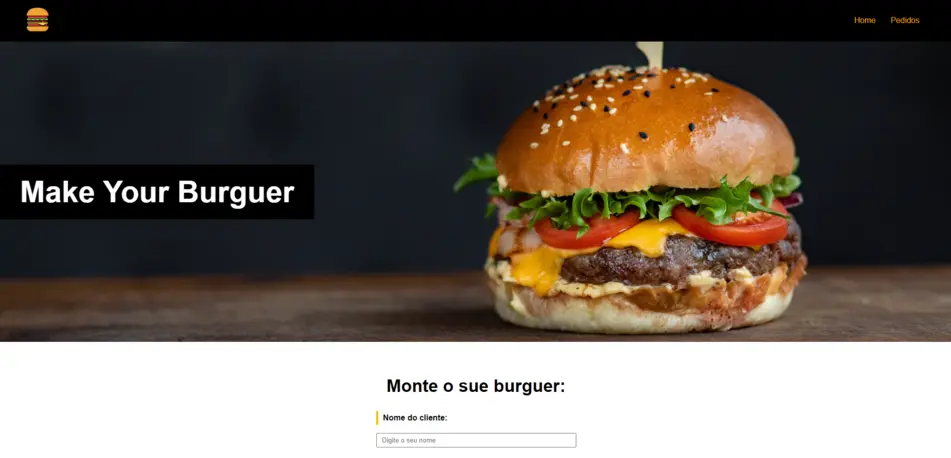 Home Pedidos
Make Your Burguer
Monte o sue burguer:
Nome do cliente:
Digite o seu nome